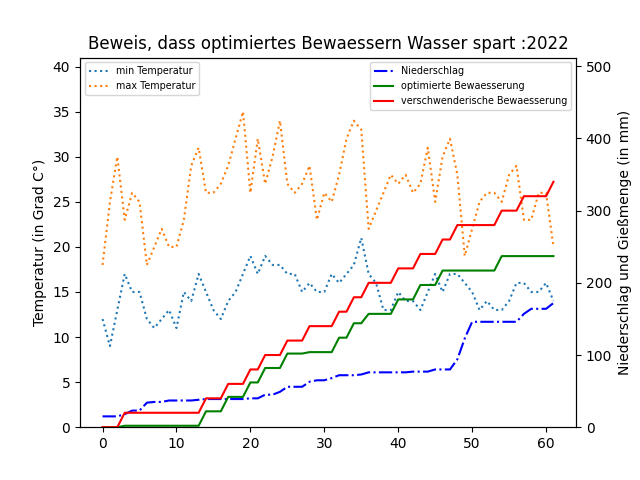 Beweis, dass optimiertes Bewaessern Wasser spart :2022
min Temperatur
max Temperatur
Niederschlag
optimierte Bewaesserung
verschwenderische Bewaesserung
Temperatur (in Grad C°)
40
35
30
25
20
15
10
5
0
Niederschlag und Gießmenge (in mm)
500
400
300
200
100
0
0 10 20 30 40 50 60